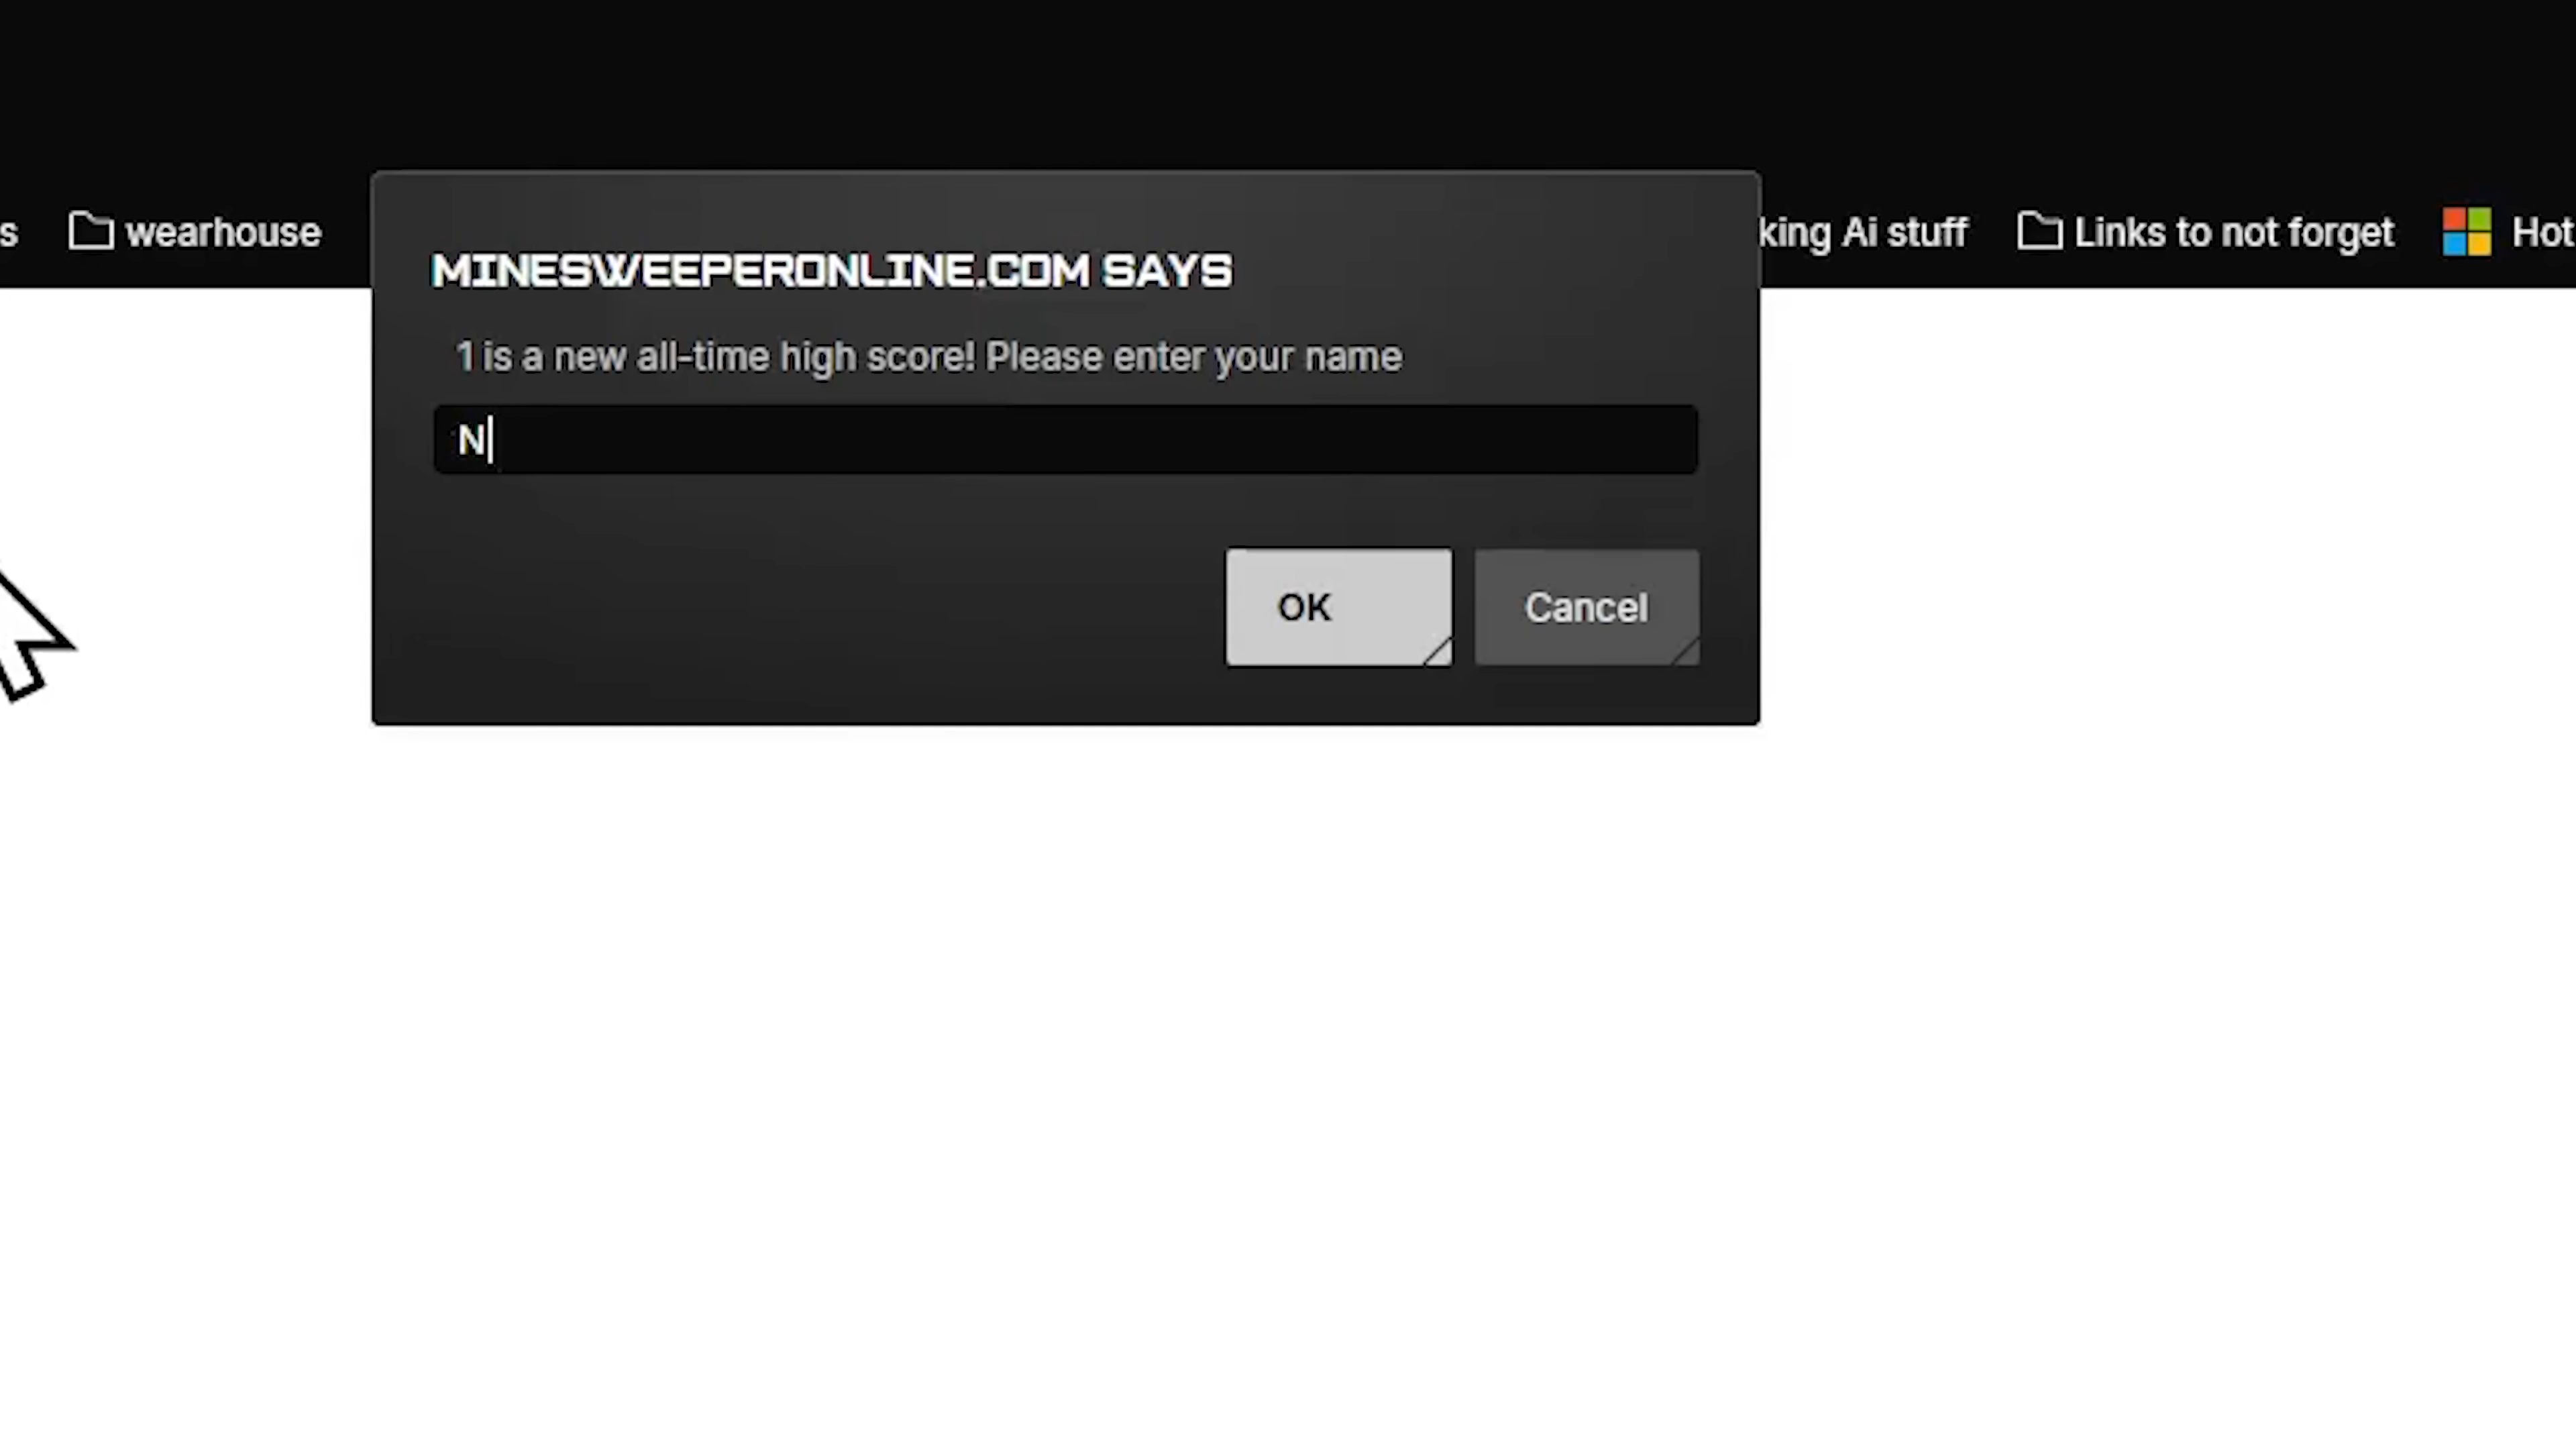 s wearhouse king Ai stuff Links to not forget Hot
MINESWEEPERONLINE.COM SAYS
1 is a new all-time high score! Please enter your name
N
OK Cancel